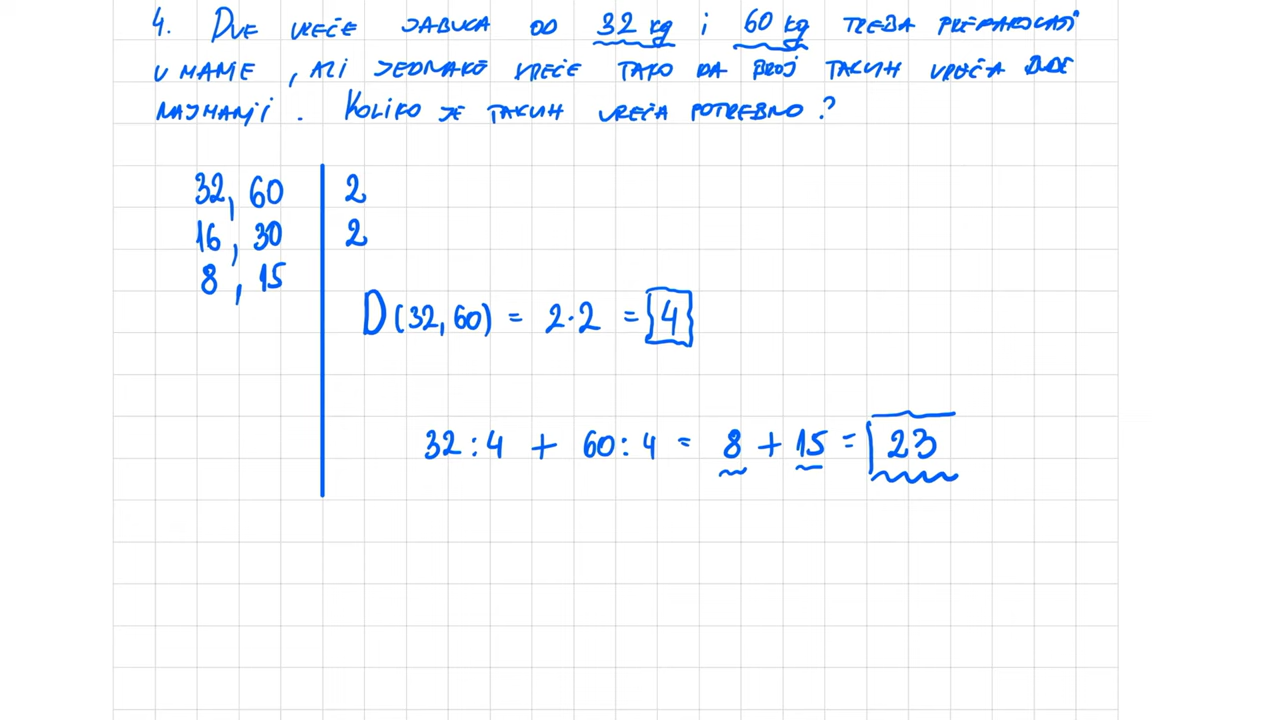 4. DVE VREĆE JABUKA OD 32 kg i 60 kg TREBA PREPAKOVATI
U MANJE, ALI JEDNAKE VREĆE TAKO DA BROJ TAKVIH VREĆA BUDE
NAJMANJI. KOLIKO JE TAKVIH VREĆA POTREBNO?
32, 60 | 2
16, 30 | 2
8, 15
D(32,60) = 2·2 = 4
32:4 + 60:4 = 8 + 15 = 23